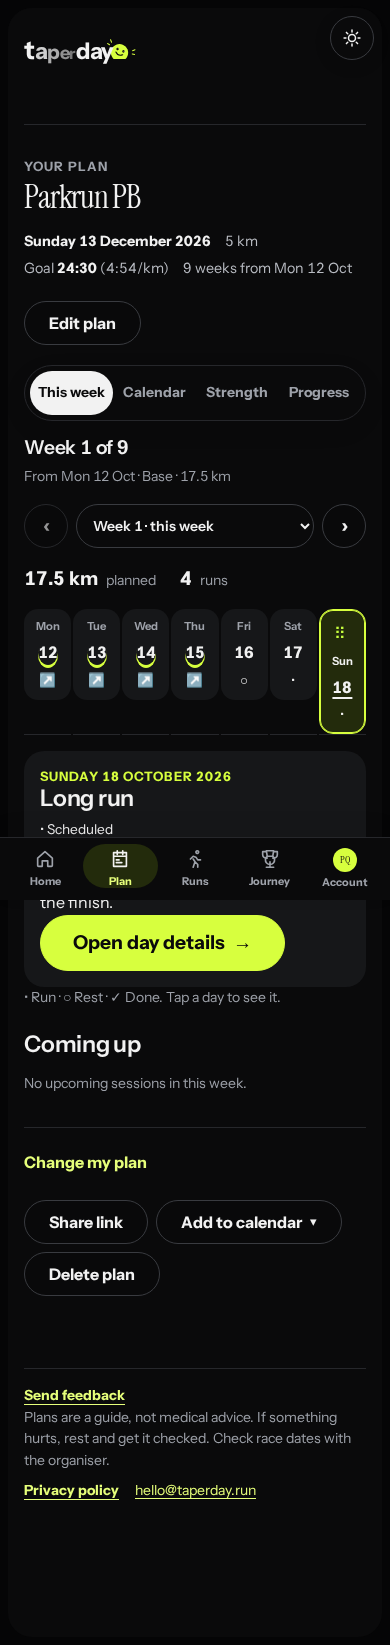 taperday
YOUR PLAN
Parkrun PB
Sunday 13 December 2026 5 km
Goal 24:30 (4:54/km) 9 weeks from Mon 12 Oct
Edit plan
This week Calendar Strength Progress
Week 1 of 9
From Mon 12 Oct · Base · 17.5 km
‹ Week 1 · this week ›
17.5 km planned 4 runs
Mon Tue Wed Thu Fri Sat Sun
12 13 14 15 16 17 18
↗ ↗ ↗ ↗ ○ · ·
SUNDAY 18 OCTOBER 2026
Long run
· Scheduled
Home Plan Runs Journey PQ Account
the finish.
Open day details →
· Run · ○ Rest · ✓ Done. Tap a day to see it.
Coming up
No upcoming sessions in this week.
Change my plan
Share link Add to calendar ▾
Delete plan
Send feedback
Plans are a guide, not medical advice. If something
hurts, rest and get it checked. Check race dates with
the organiser.
Privacy policy hello@taperday.run